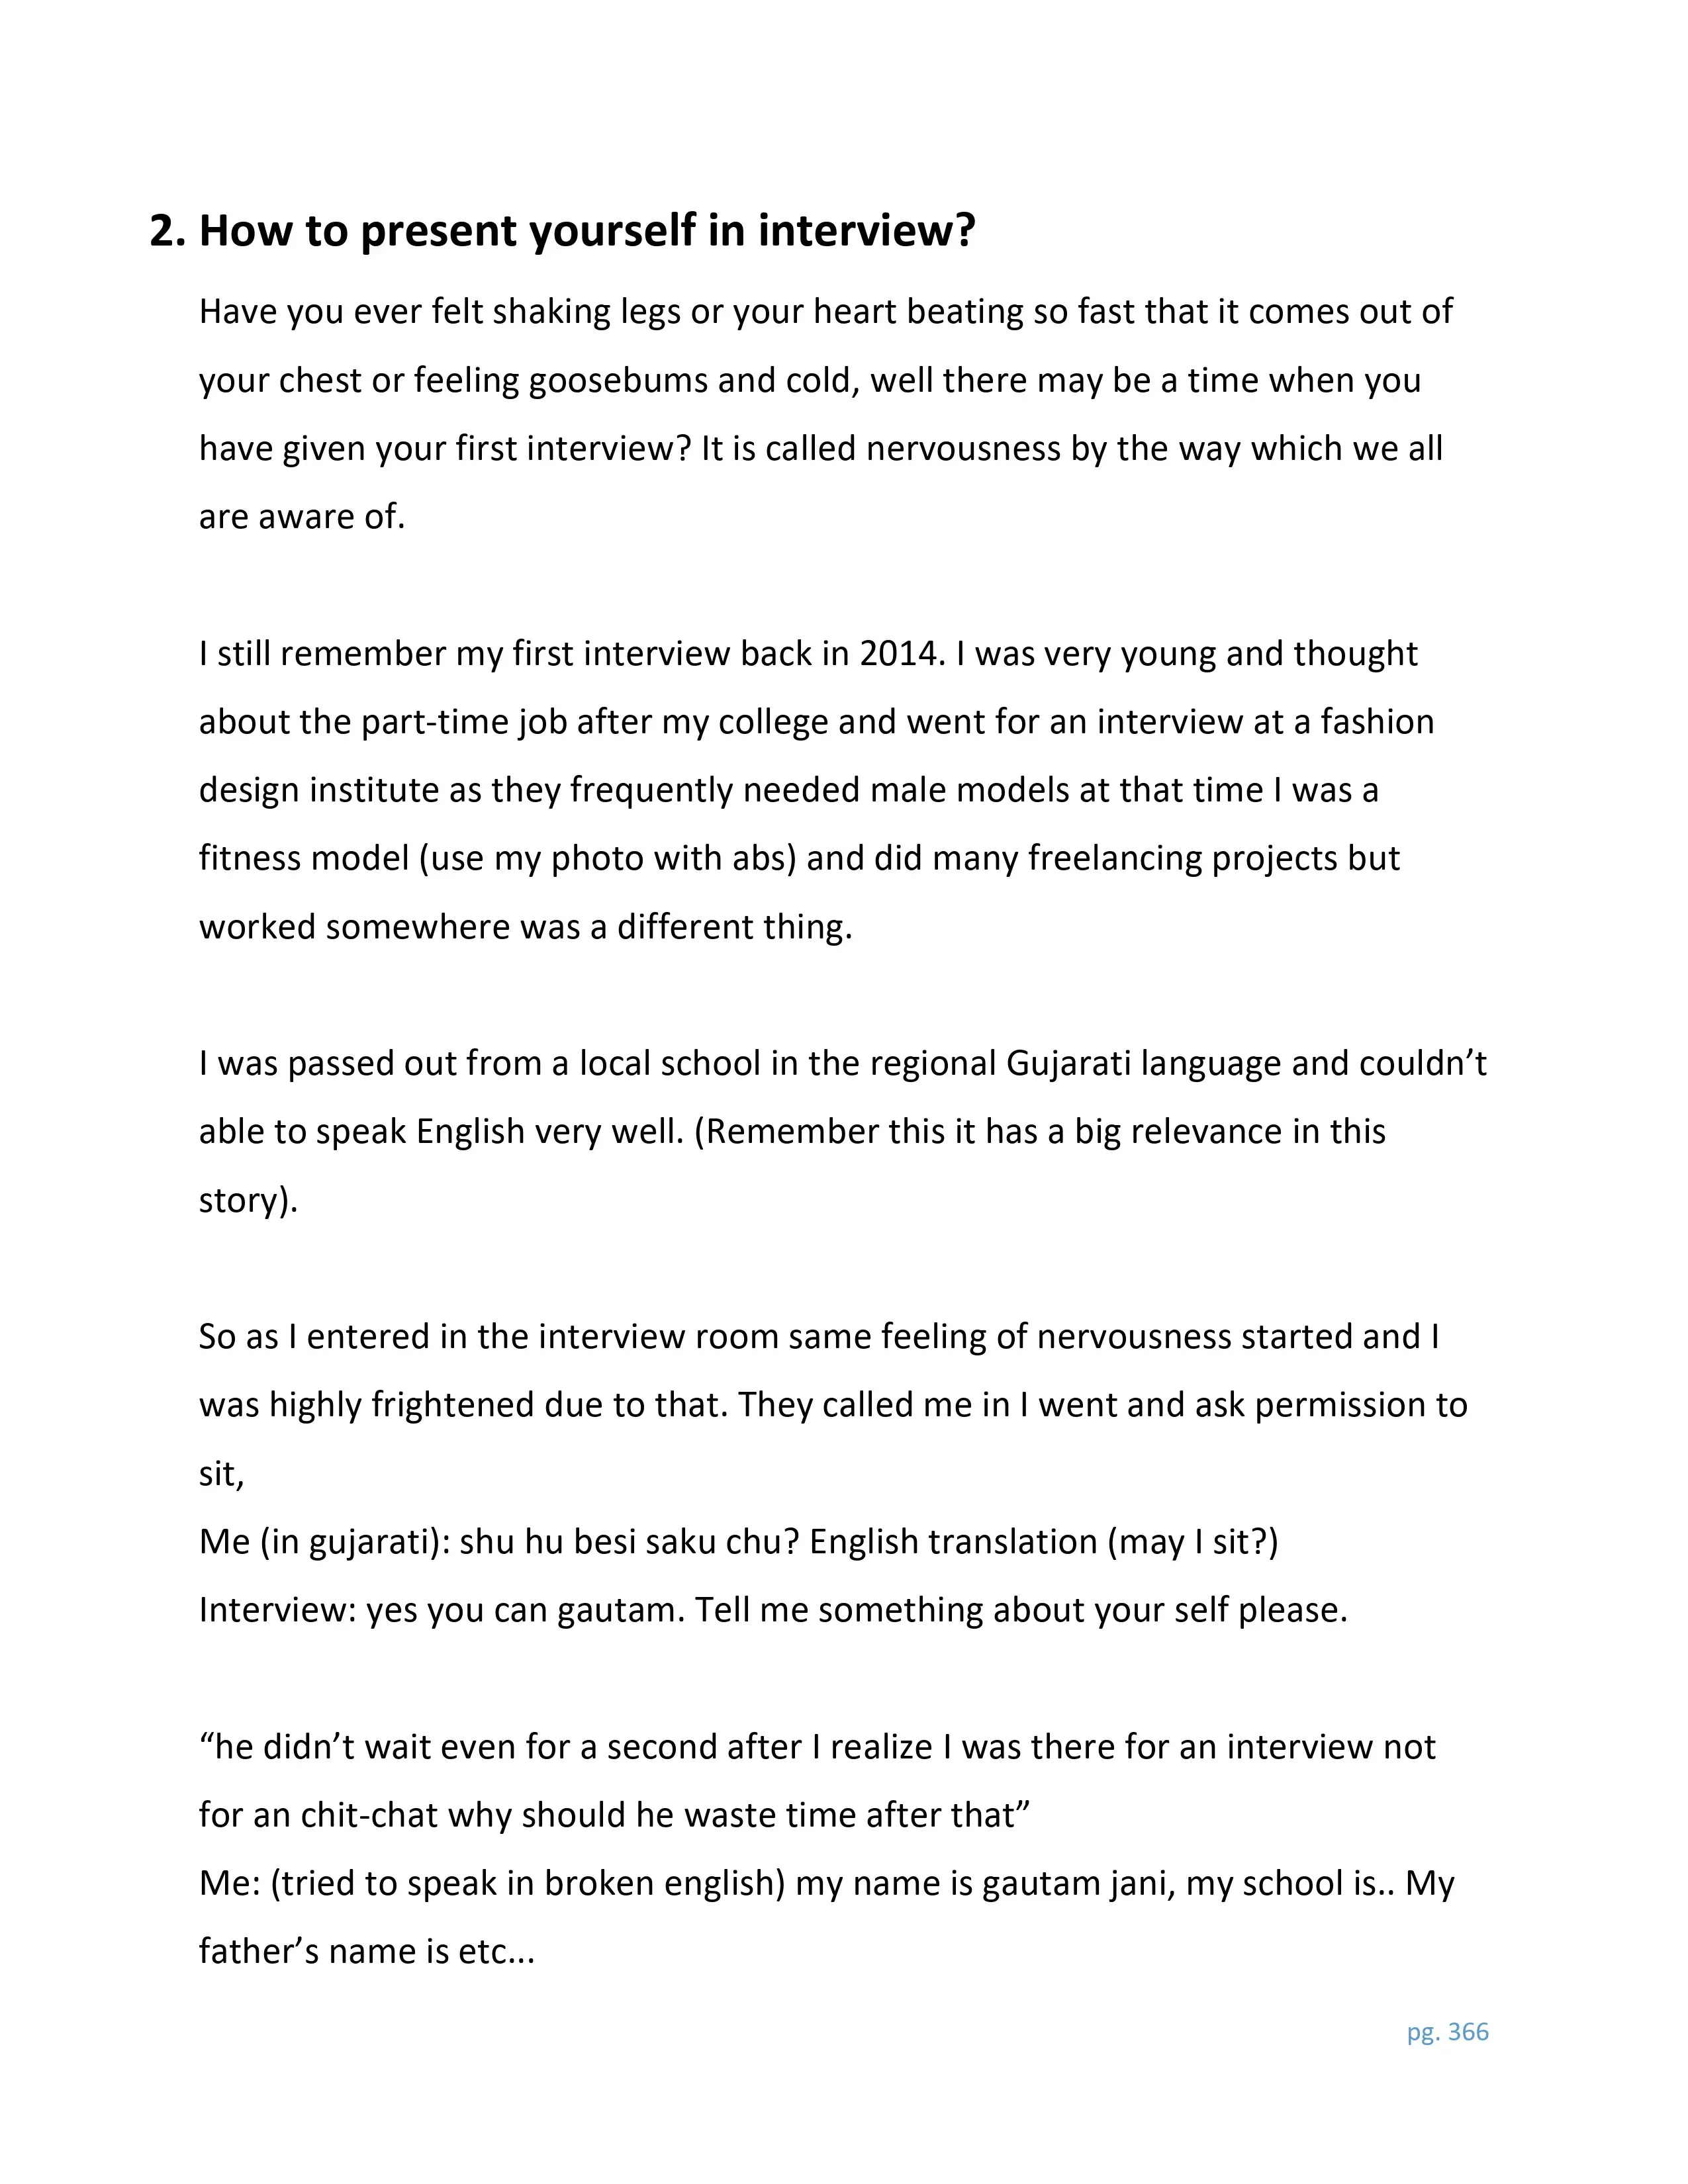 2. How to present yourself in interview?
Have you ever felt shaking legs or your heart beating so fast that it comes out of
your chest or feeling goosebums and cold, well there may be a time when you
have given your first interview? It is called nervousness by the way which we all
are aware of.
I still remember my first interview back in 2014. I was very young and thought
about the part-time job after my college and went for an interview at a fashion
design institute as they frequently needed male models at that time I was a
fitness model (use my photo with abs) and did many freelancing projects but
worked somewhere was a different thing.
I was passed out from a local school in the regional Gujarati language and couldn’t
able to speak English very well. (Remember this it has a big relevance in this
story).
So as I entered in the interview room same feeling of nervousness started and I
was highly frightened due to that. They called me in I went and ask permission to
sit,
Me (in gujarati): shu hu besi saku chu? English translation (may I sit?)
Interview: yes you can gautam. Tell me something about your self please.
“he didn’t wait even for a second after I realize I was there for an interview not
for an chit-chat why should he waste time after that”
Me: (tried to speak in broken english) my name is gautam jani, my school is.. My
father’s name is etc...
pg. 366